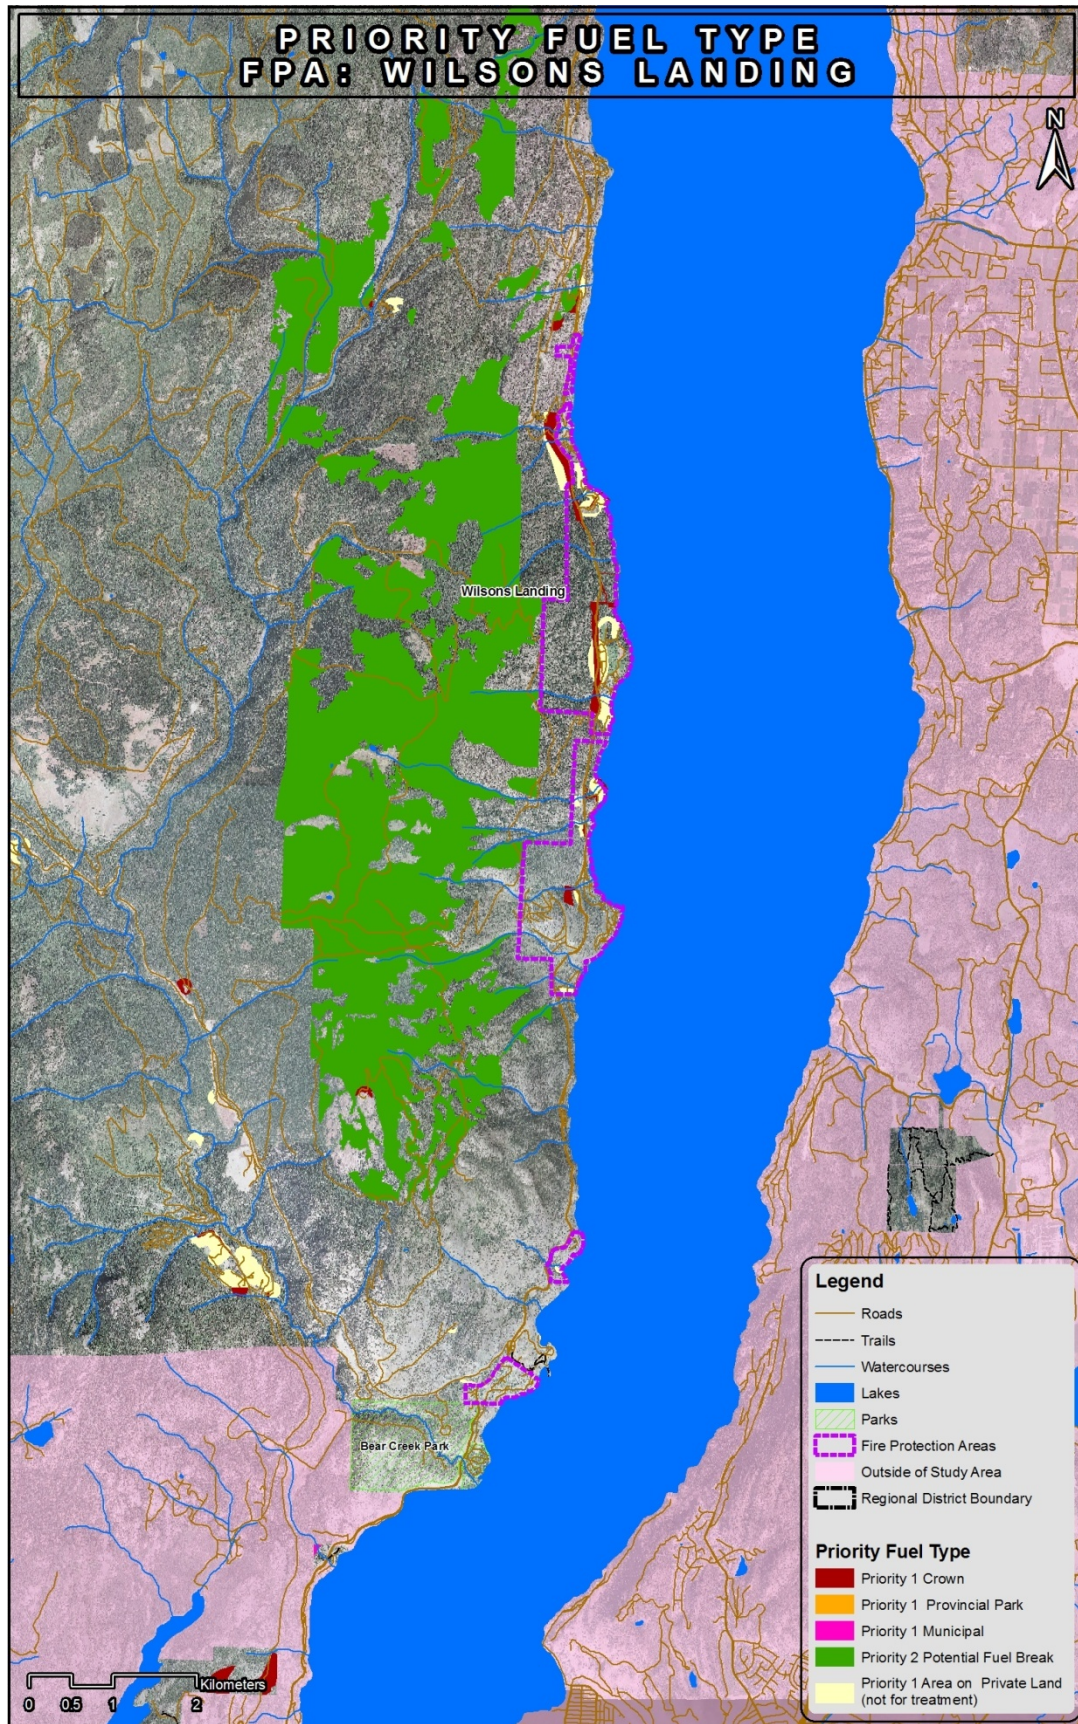 PRIORITY FUEL TYPE
FPA: WILSONS LANDING
N
Wilsons Landing
Bear Creek Park
Legend
Roads
Trails
Watercourses
Lakes
Parks
Fire Protection Areas
Outside of Study Area
Regional District Boundary
Priority Fuel Type
Priority 1 Crown
Priority 1 Provincial Park
Priority 1 Municipal
Priority 2 Potential Fuel Break
Priority 1 Area on Private Land
(not for treatment)
Kilometers
0 0.5 1 2